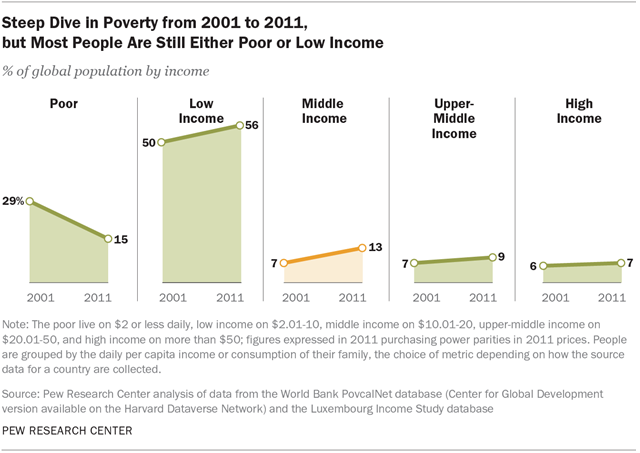 Steep Dive in Poverty from 2001 to 2011,
but Most People Are Still Either Poor or Low Income
% of global population by income
Poor
29%
15
2001 2011
Low
Income
50
56
2001 2011
Middle
Income
7
13
2001 2011
Upper-
Middle
Income
7
9
2001 2011
High
Income
6
7
2001 2011
Note: The poor live on $2 or less daily, low income on $2.01-10, middle income on $10.01-20, upper-middle income on
$20.01-50, and high income on more than $50; figures expressed in 2011 purchasing power parities in 2011 prices. People
are grouped by the daily per capita income or consumption of their family, the choice of metric depending on how the source
data for a country are collected.
Source: Pew Research Center analysis of data from the World Bank PovcalNet database (Center for Global Development
version available on the Harvard Dataverse Network) and the Luxembourg Income Study database
PEW RESEARCH CENTER